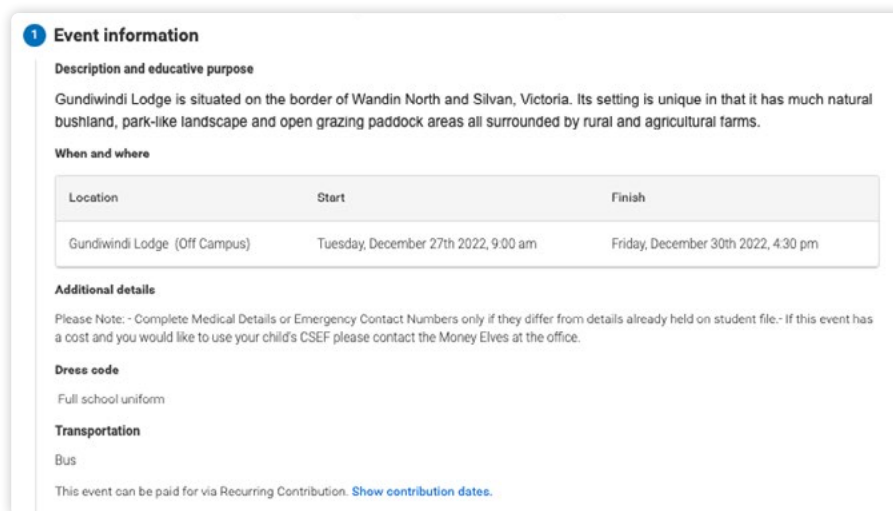 1 Event information
Description and educative purpose
Gundiwindi Lodge is situated on the border of Wandin North and Silvan, Victoria. Its setting is unique in that it has much natural
bushland, park-like landscape and open grazing paddock areas all surrounded by rural and agricultural farms.
When and where
Location Start Finish
Gundiwindi Lodge (Off Campus) Tuesday, December 27th 2022, 9:00 am Friday, December 30th 2022, 4:30 pm
Additional details
Please Note: - Complete Medical Details or Emergency Contact Numbers only if they differ from details already held on student file.- If this event has
a cost and you would like to use your child's CSEF please contact the Money Elves at the office.
Dress code
Full school uniform
Transportation
Bus
This event can be paid for via Recurring Contribution. Show contribution dates.